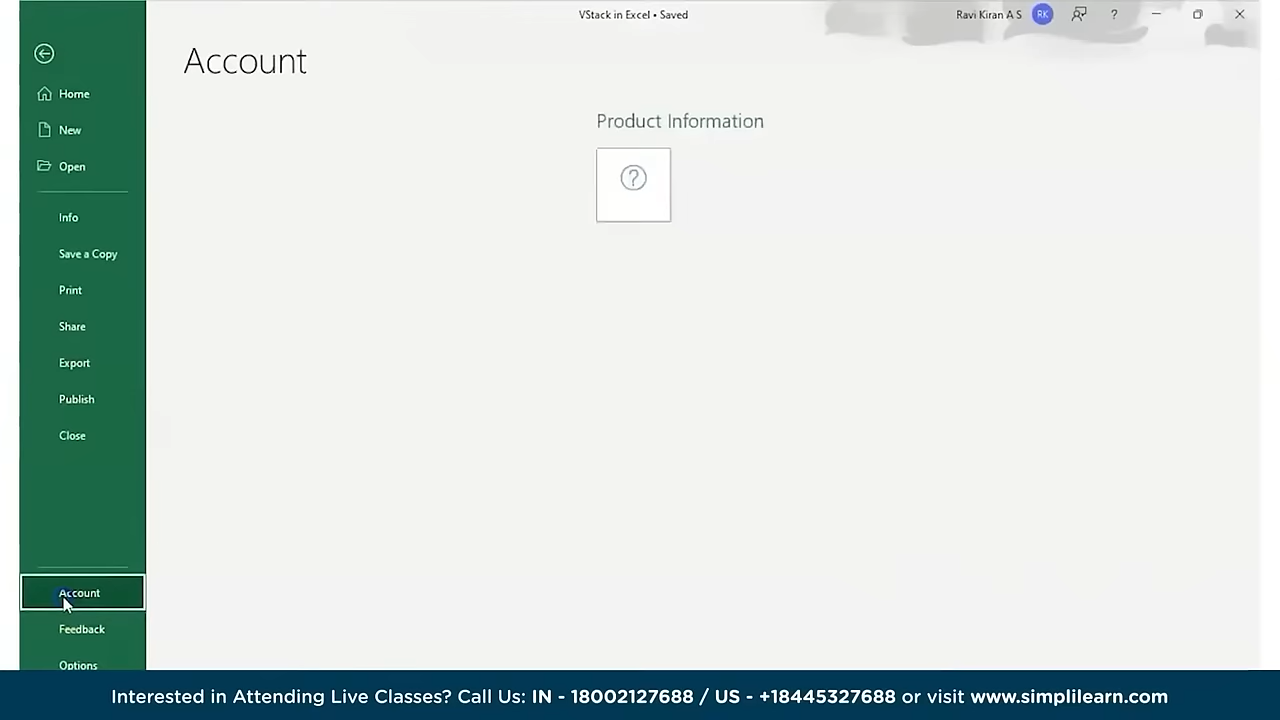 VStack in Excel • Saved
Ravi Kiran A S
RK
?
Account
Home
New
Open
Info
Save a Copy
Print
Share
Export
Publish
Close
Account
Feedback
Options
Product Information
?
Interested in Attending Live Classes? Call Us: IN - 18002127688 / US - +18445327688 or visit www.simplilearn.com